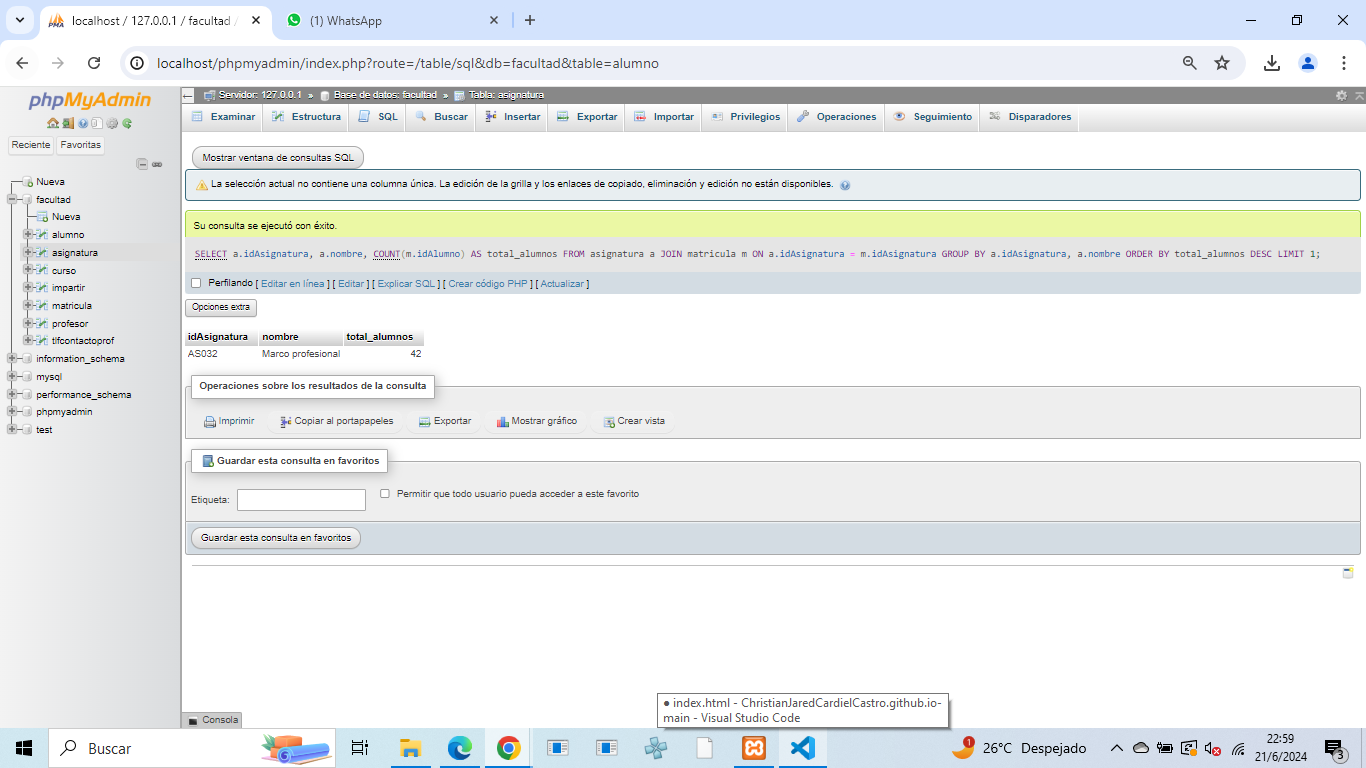 localhost / 127.0.0.1 / facultad /
(1) WhatsApp
localhost/phpmyadmin/index.php?route=/table/sql&db=facultad&table=alumno
phpMyAdmin
Reciente Favoritas
Nueva
facultad
Nueva
alumno
asignatura
curso
impartir
matricula
profesor
tlfcontactoprof
information_schema
mysql
performance_schema
phpmyadmin
test
Servidor: 127.0.0.1 » Base de datos: facultad » Tabla: asignatura
Examinar Estructura SQL Buscar Insertar Exportar Importar Privilegios Operaciones Seguimiento Disparadores
Mostrar ventana de consultas SQL
La selección actual no contiene una columna única. La edición de la grilla y los enlaces de copiado, eliminación y edición no están disponibles.
Su consulta se ejecutó con éxito.
SELECT a.idAsignatura, a.nombre, COUNT(m.idAlumno) AS total_alumnos FROM asignatura a JOIN matricula m ON a.idAsignatura = m.idAsignatura GROUP BY a.idAsignatura, a.nombre ORDER BY total_alumnos DESC LIMIT 1;
Perfilando [ Editar en línea ] [ Editar ] [ Explicar SQL ] [ Crear código PHP ] [ Actualizar ]
Opciones extra
idAsignatura nombre total_alumnos
AS032 Marco profesional 42
Operaciones sobre los resultados de la consulta
Imprimir Copiar al portapapeles Exportar Mostrar gráfico Crear vista
Guardar esta consulta en favoritos
Etiqueta: Permitir que todo usuario pueda acceder a este favorito
Guardar esta consulta en favoritos
Consola
● index.html - ChristianJaredCardielCastro.github.io-
main - Visual Studio Code
Buscar
1
26°C Despejado
22:59
21/6/2024
3